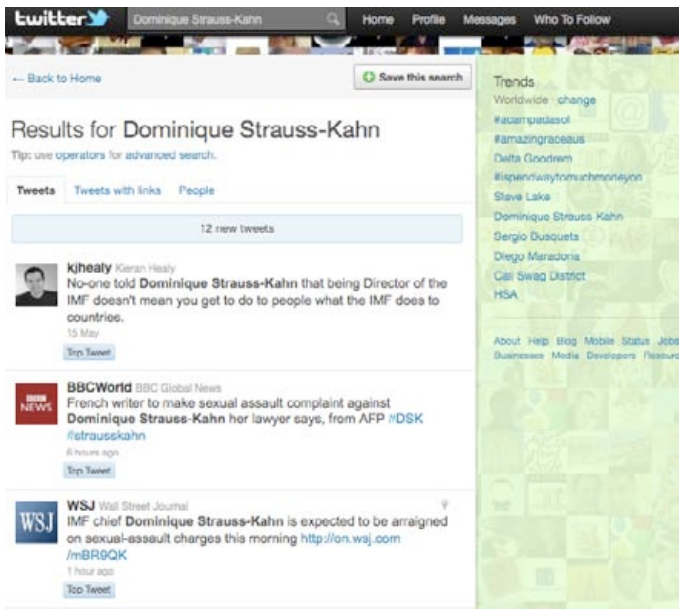 twitter Dominique Strauss-Kahn Home Profile Messages Who To Follow
← Back to Home
Save this search
Results for Dominique Strauss-Kahn
Tip: use operators for advanced search.
Tweets Tweets with links People
12 new tweets
kjhealy Kieran Healy
No-one told Dominique Strauss-Kahn that being Director of the
IMF doesn't mean you get to do to people what the IMF does to
countries.
15 May
Top Tweet
BBC
NEWS
BBCWorld BBC Global News
French writer to make sexual assault complaint against
Dominique Strauss-Kahn her lawyer says, from AFP #DSK
#strausskahn
6 hours ago
Top Tweet
WSJ
WSJ Wall Street Journal
IMF chief Dominique Strauss-Kahn is expected to be arraigned
on sexual-assault charges this morning http://on.wsj.com
/mBR9QK
1 hour ago
Top Tweet
Trends
Worldwide · change
#acampadasol
#amazingraceaus
Delta Goodrem
#ispendwaytomuchmoneyon
Slave Lake
Dominique Strauss Kahn
Sergio Busquets
Diego Maradona
Cali Swag District
HSA
About Help Blog Mobile Status Jobs
Businesses Media Developers Resourc